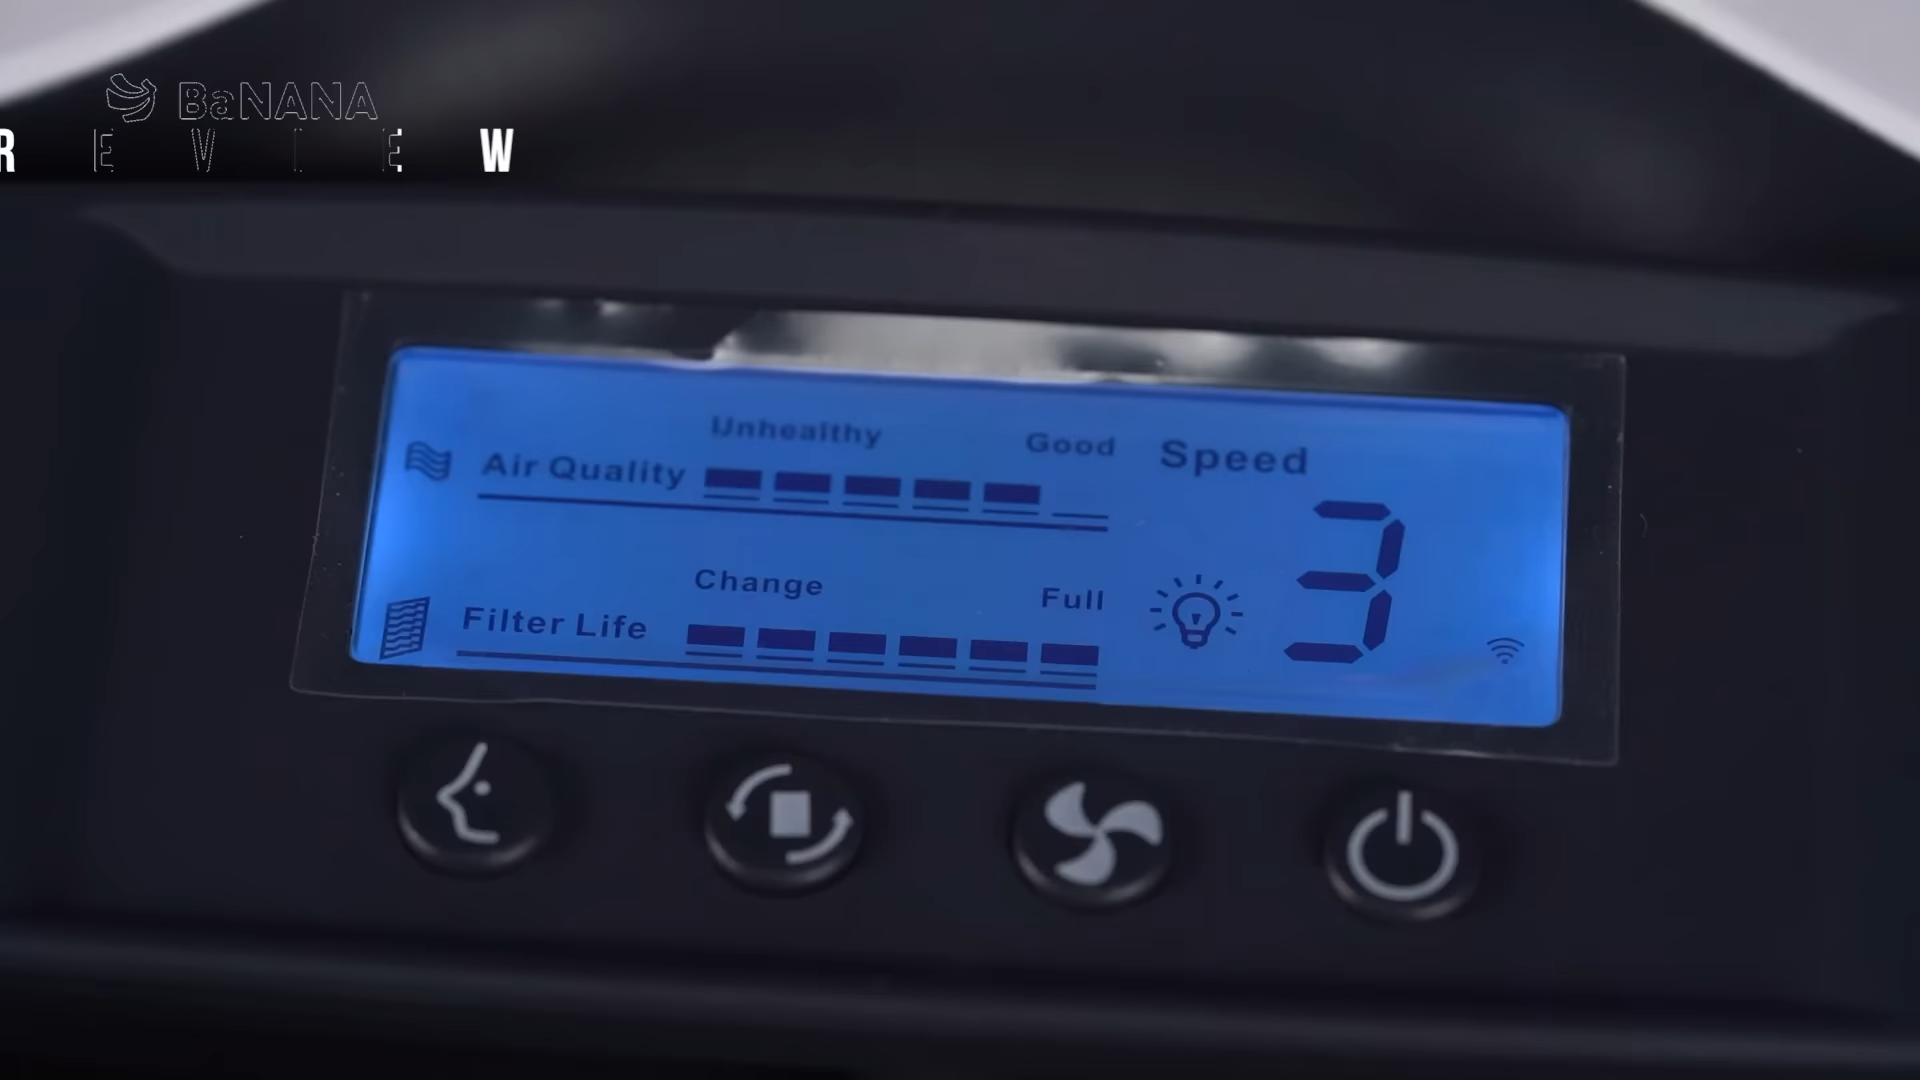 BaNANA
REVIEW
Unhealthy Good Speed
Air Quality
3
Change Full
Filter Life